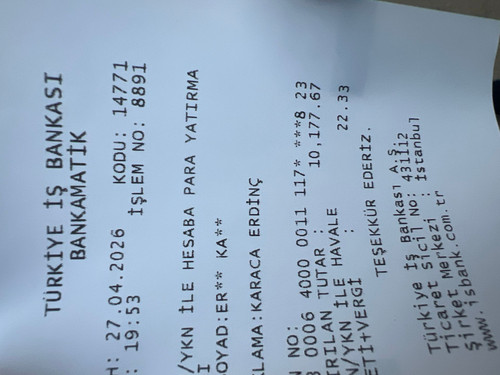 TÜRKİYE İŞ BANKASI
BANKAMATİK
H: 27.04.2026 KODU: 14771
: 19:53 İŞLEM NO: 8891
/YKN İLE HESABA PARA YATIRMA
I
OYAD:ER** KA**
LAMA:KARACA ERDİNÇ
N NO:
0006 4000 0011 117* ***8 23
RILAN TUTAR : 10,177.67
N/YKN İLE HAVALE
ETİ+VERGİ : 22.33
TEŞEKKÜR EDERİZ.
Türkiye İş Bankası A.Ş.
Ticaret Sicil No: 431112
Şirket Merkezi : İstanbul
www.isbank.com.tr